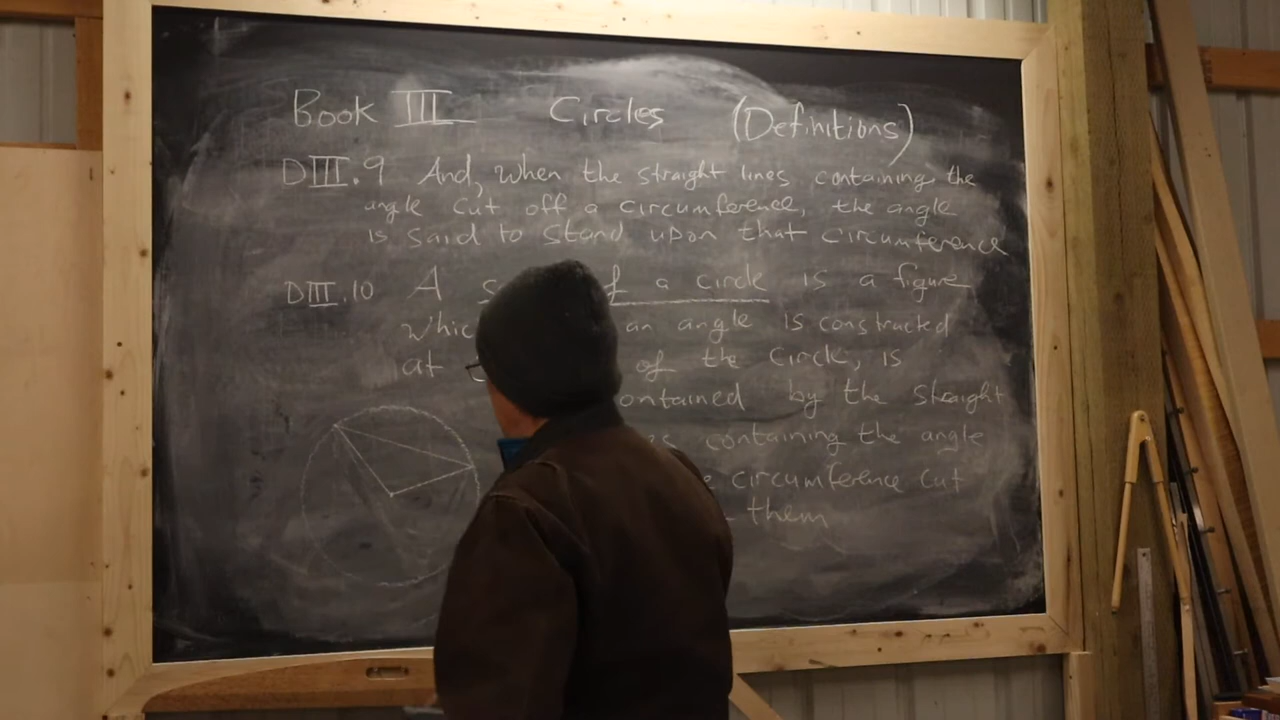 Book III Circles (Definitions)
DIII.9 And, when the straight lines containing the
angle cut off a circumference, the angle
is said to stand upon that circumference
DIII.10 A of a circle is a figure
an angle is constructed
at of the circle, is
contained by the straight
containing the angle
circumference cut
them